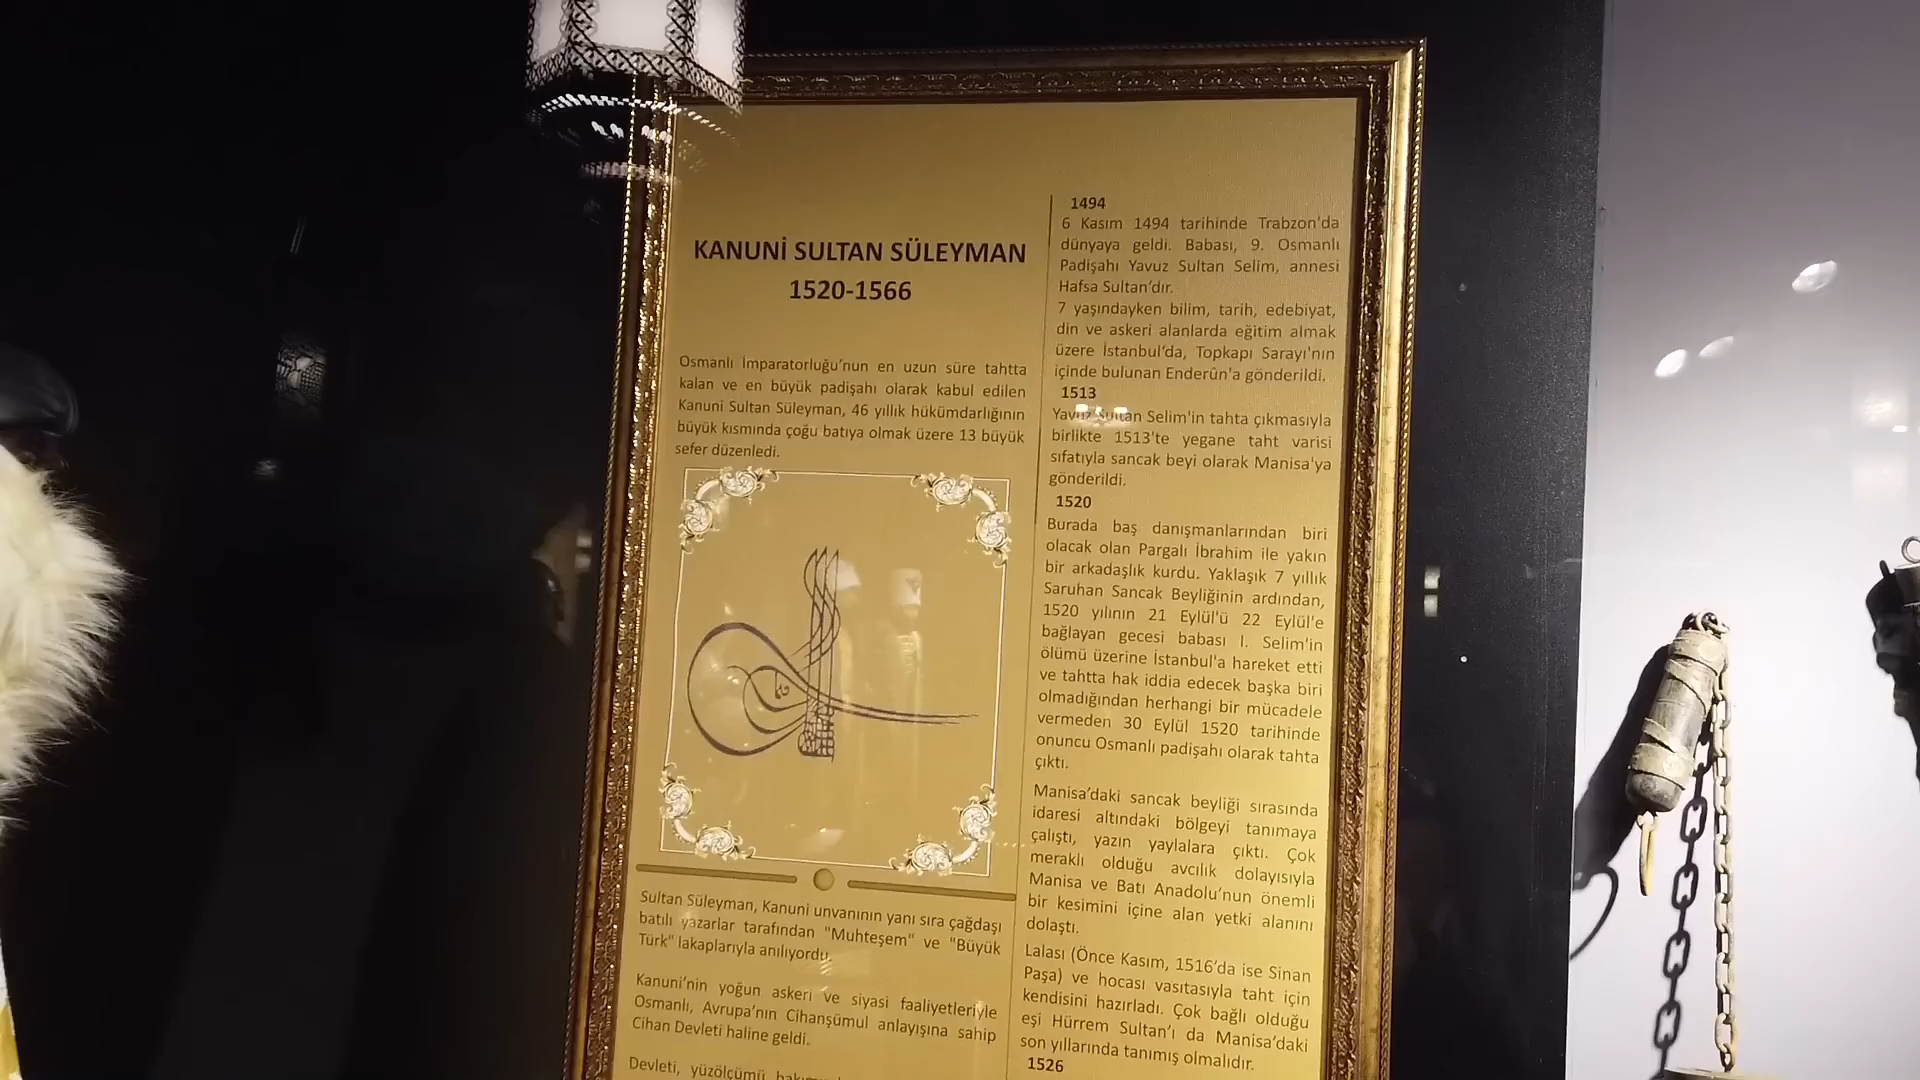 KANUNİ SULTAN SÜLEYMAN
1520-1566
Osmanlı İmparatorluğu'nun en uzun süre tahtta
kalan ve en büyük padişahı olarak kabul edilen
Kanuni Sultan Süleyman, 46 yıllık hükümdarlığının
büyük kısmında çoğu batıya olmak üzere 13 büyük
sefer düzenledi.
Sultan Süleyman, Kanuni unvanının yanı sıra çağdaşı
batılı yazarlar tarafından "Muhteşem" ve "Büyük
Türk" lakaplarıyla anılıyordu.
Kanuni'nin yoğun askeri ve siyasi faaliyetleriyle
Osmanlı, Avrupa'nın Cihanşümul anlayışına sahip
Cihan Devleti haline geldi.
Devleti, yüzölçümü
1494
6 Kasım 1494 tarihinde Trabzon'da
dünyaya geldi. Babası, 9. Osmanlı
Padişahı Yavuz Sultan Selim, annesi
Hafsa Sultan'dır.
7 yaşındayken bilim, tarih, edebiyat,
din ve askeri alanlarda eğitim almak
üzere İstanbul'da, Topkapı Sarayı'nın
içinde bulunan Enderûn'a gönderildi.
1513
Yavuz Sultan Selim'in tahta çıkmasıyla
birlikte 1513'te yegane taht varisi
sıfatıyla sancak beyi olarak Manisa'ya
gönderildi.
1520
Burada baş danışmanlarından biri
olacak olan Pargalı İbrahim ile yakın
bir arkadaşlık kurdu. Yaklaşık 7 yıllık
Saruhan Sancak Beyliğinin ardından,
1520 yılının 21 Eylül'ü 22 Eylül'e
bağlayan gecesi babası I. Selim'in
ölümü üzerine İstanbul'a hareket etti
ve tahtta hak iddia edecek başka biri
olmadığından herhangi bir mücadele
vermeden 30 Eylül 1520 tarihinde
onuncu Osmanlı padişahı olarak tahta
çıktı.
Manisa'daki sancak beyliği sırasında
idaresi altındaki bölgeyi tanımaya
çalıştı, yazın yaylalara çıktı. Çok
meraklı olduğu avcılık dolayısıyla
Manisa ve Batı Anadolu'nun önemli
bir kesimini içine alan yetki alanını
dolaştı.
Lalası (Önce Kasım, 1516'da ise Sinan
Paşa) ve hocası vasıtasıyla taht için
kendisini hazırladı. Çok bağlı olduğu
eşi Hürrem Sultan'ı da Manisa'daki
son yıllarında tanımış olmalıdır.
1526